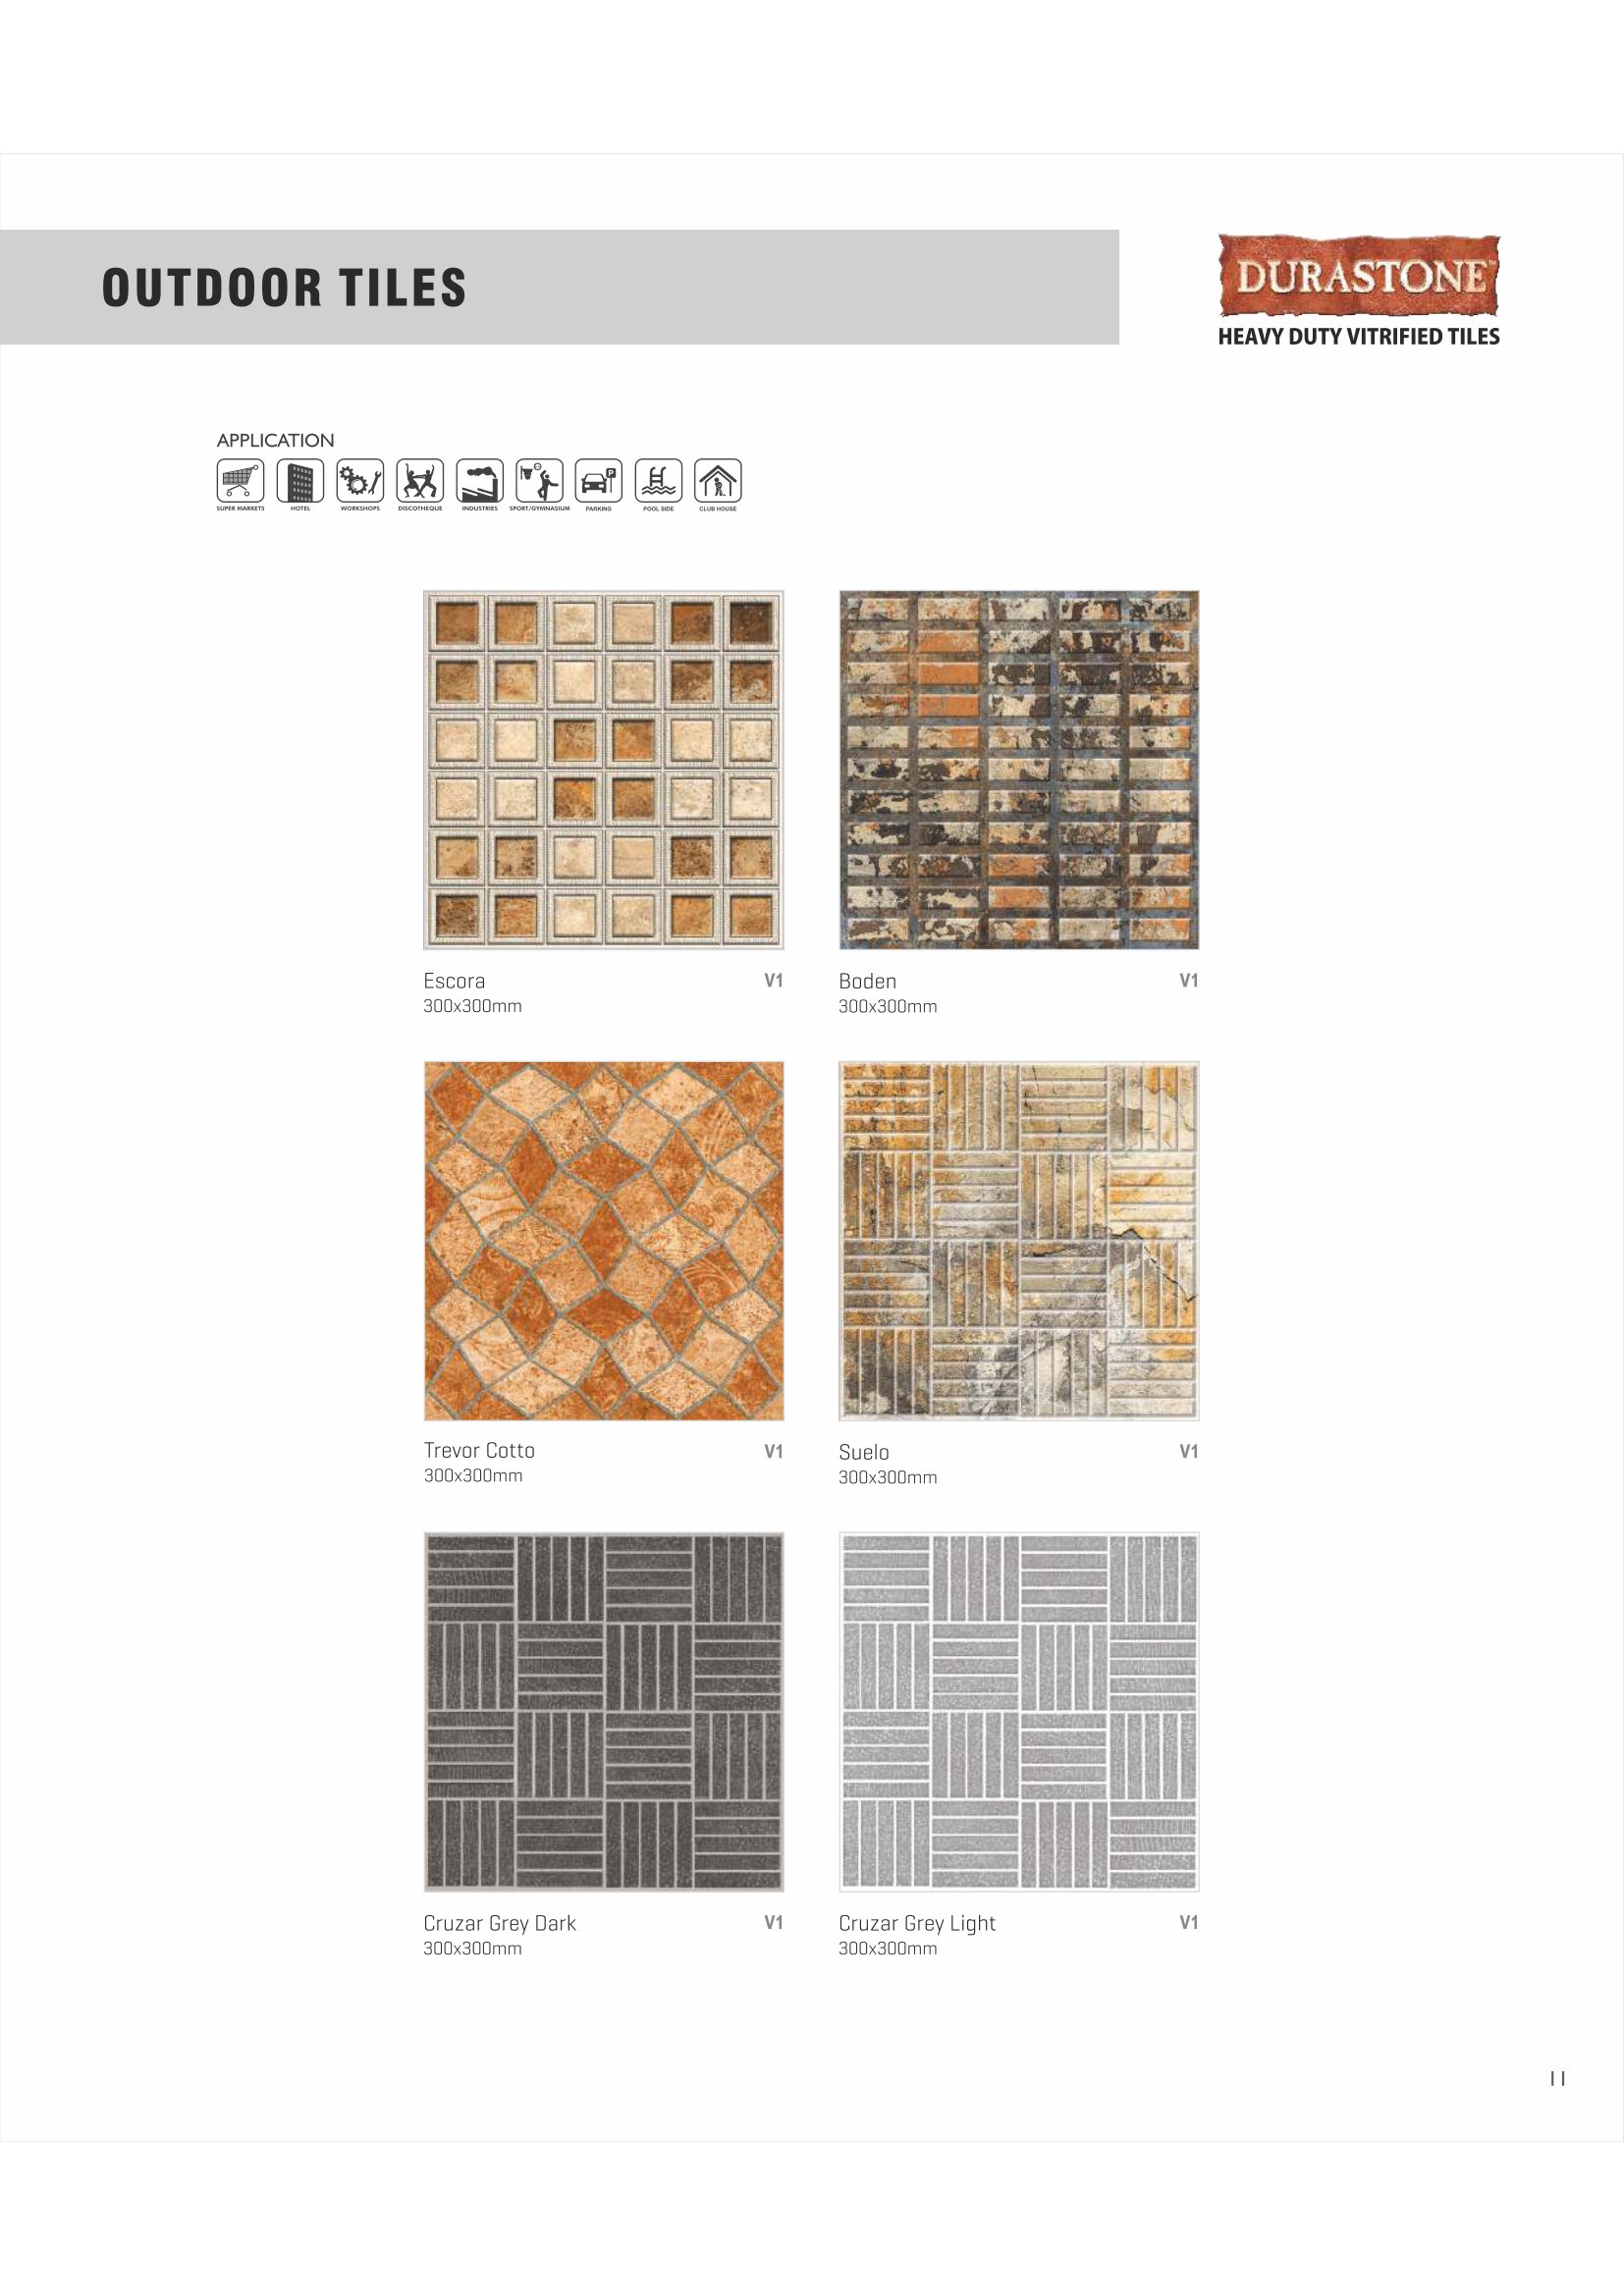 OUTDOOR TILES
DURASTONE™
HEAVY DUTY VITRIFIED TILES
APPLICATION
SUPER MARKETS HOTEL WORKSHOPS DISCOTHEQUE INDUSTRIES SPORT/GYMNASIUM PARKING POOL SIDE CLUB HOUSE
Escora V1
300x300mm
Boden V1
300x300mm
Trevor Cotto V1
300x300mm
Suelo V1
300x300mm
Cruzar Grey Dark V1
300x300mm
Cruzar Grey Light V1
300x300mm
11